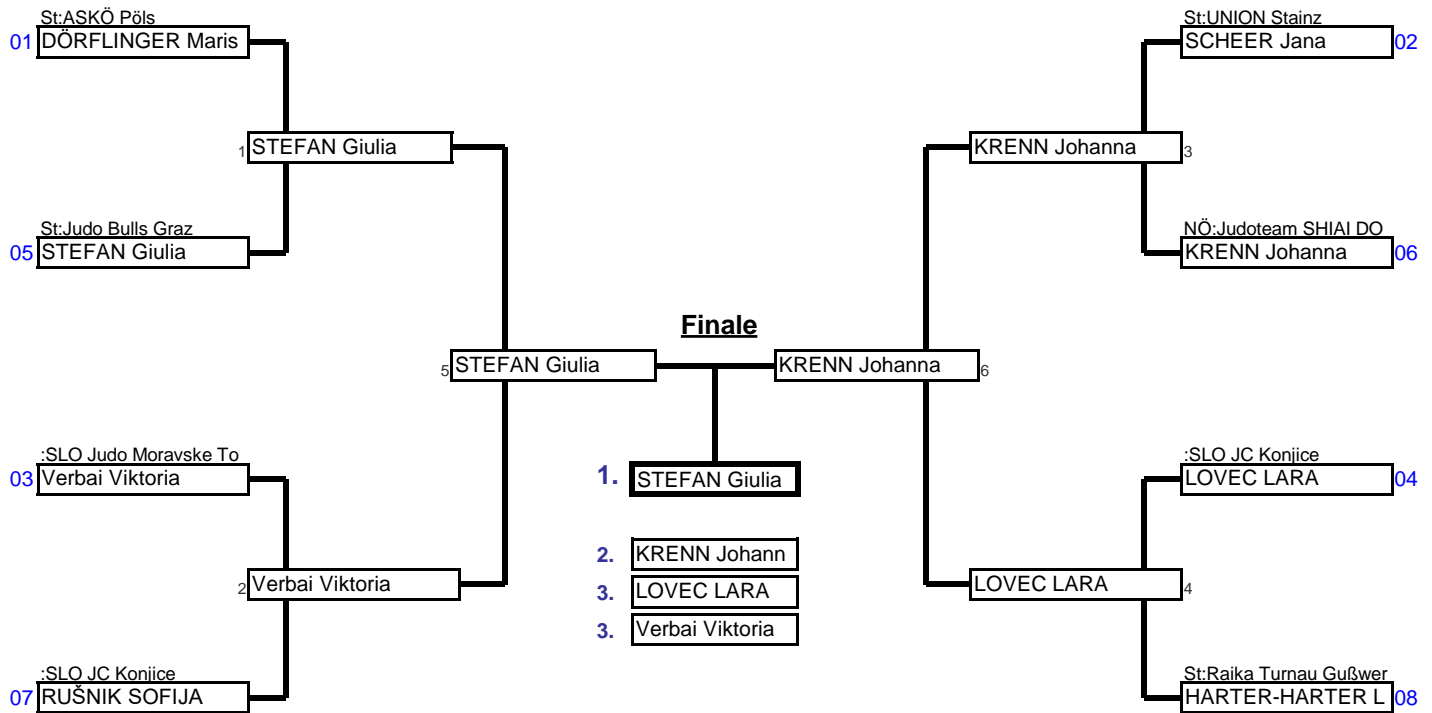 St:ASKÖ Pöls
01 DÖRFLINGER Maris
1 STEFAN Giulia
St:Judo Bulls Graz
05 STEFAN Giulia
5 STEFAN Giulia
:SLO Judo Moravske To
03 Verbai Viktoria
2 Verbai Viktoria
:SLO JC Konjice
07 RUŠNIK SOFIJA
Finale
1. STEFAN Giulia
2. KRENN Johann
3. LOVEC LARA
3. Verbai Viktoria
St:UNION Stainz
SCHEER Jana 02
KRENN Johanna 3
NÖ:Judoteam SHIAI DO
KRENN Johanna 06
KRENN Johanna 6
:SLO JC Konjice
LOVEC LARA 04
LOVEC LARA 4
St:Raika Turnau Gußwer
HARTER-HARTER L 08